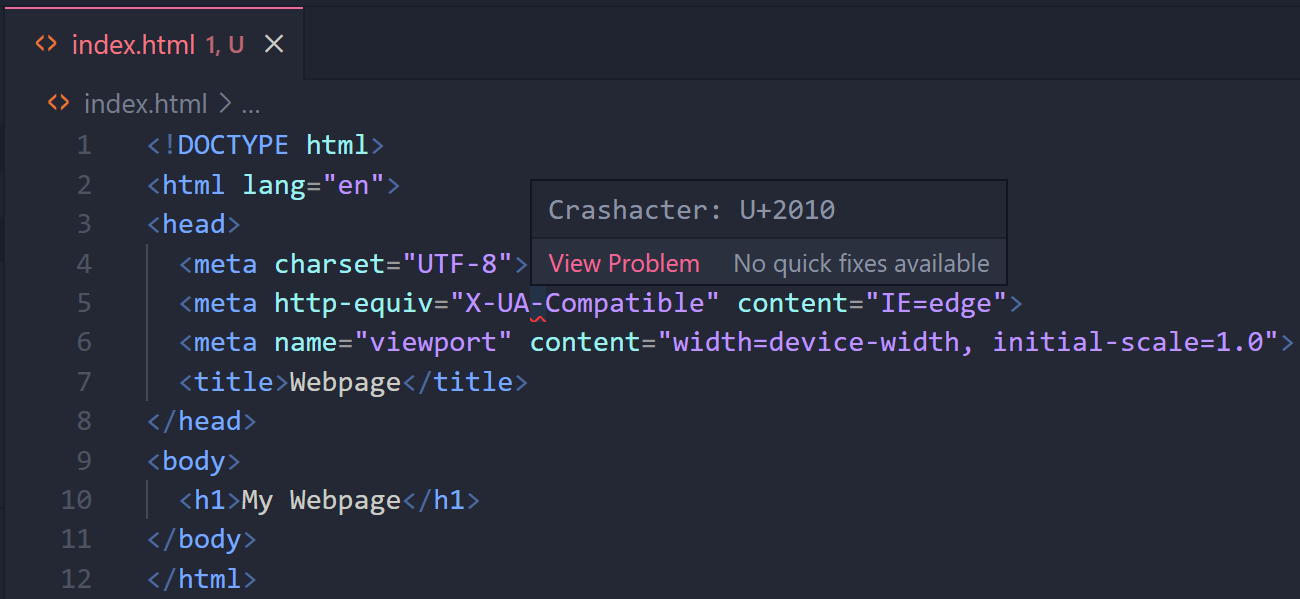 index.html 1, U ×
index.html > ...
1 <!DOCTYPE html>
2 <html lang="en">
Crashacter: U+2010
3 <head>
4 <meta charset="UTF-8">
View Problem No quick fixes available
5 <meta http-equiv="X-UA‐Compatible" content="IE=edge">
6 <meta name="viewport" content="width=device-width, initial-scale=1.0">
7 <title>Webpage</title>
8 </head>
9 <body>
10 <h1>My Webpage</h1>
11 </body>
12 </html>